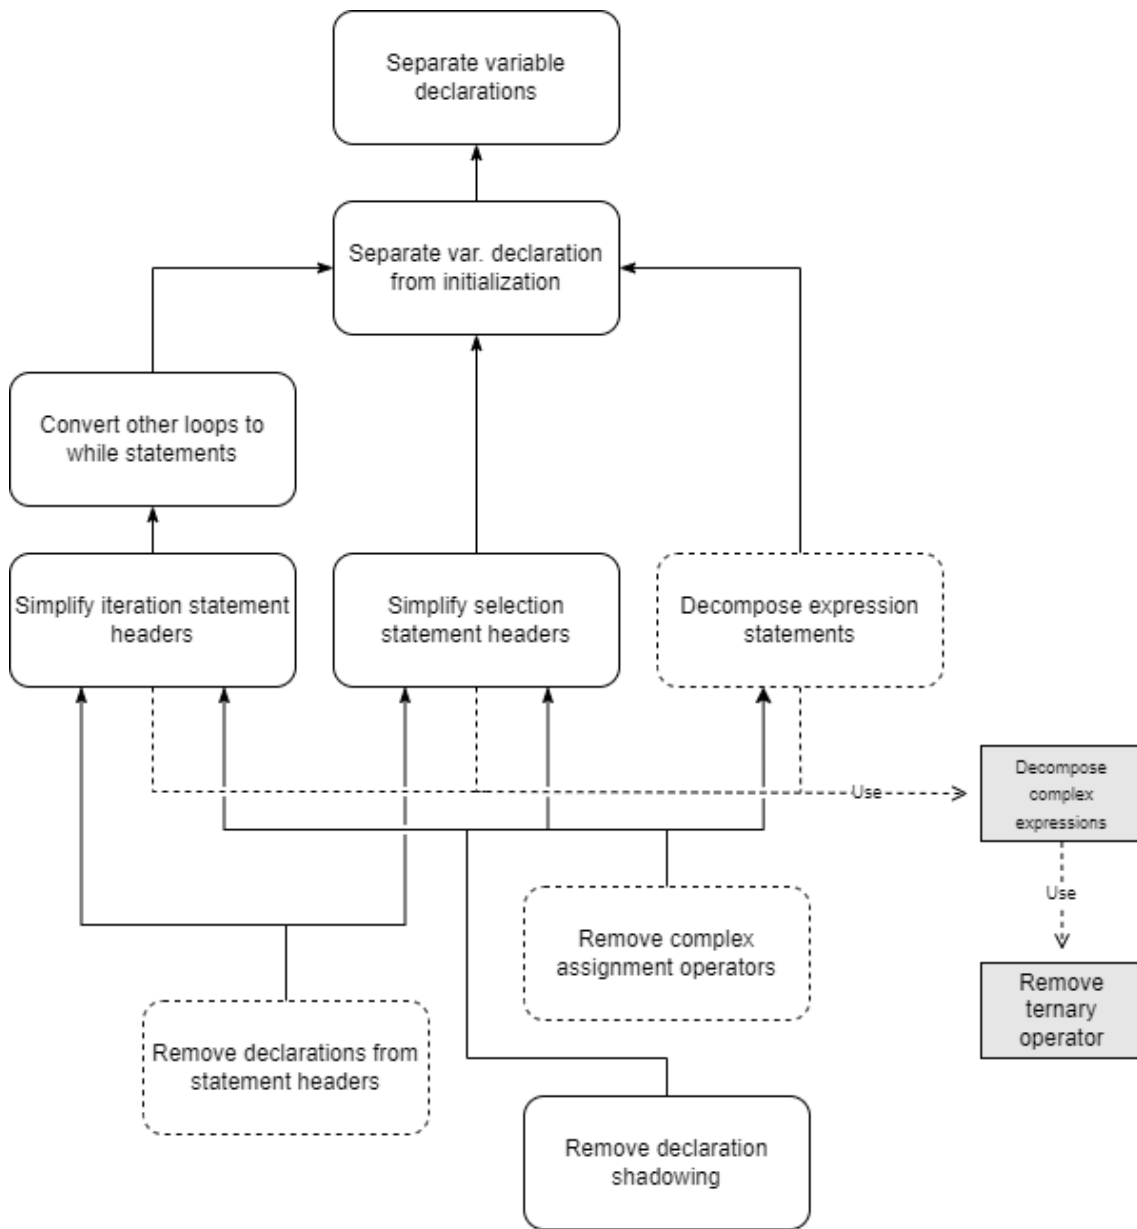 Separate variable
declarations
Separate var. declaration
from initialization
Convert other loops to
while statements
Simplify iteration statement
headers
Simplify selection
statement headers
Decompose expression
statements
Use
Decompose
complex
expressions
Use
Remove complex
assignment operators
Remove
ternary
operator
Remove declarations from
statement headers
Remove declaration
shadowing